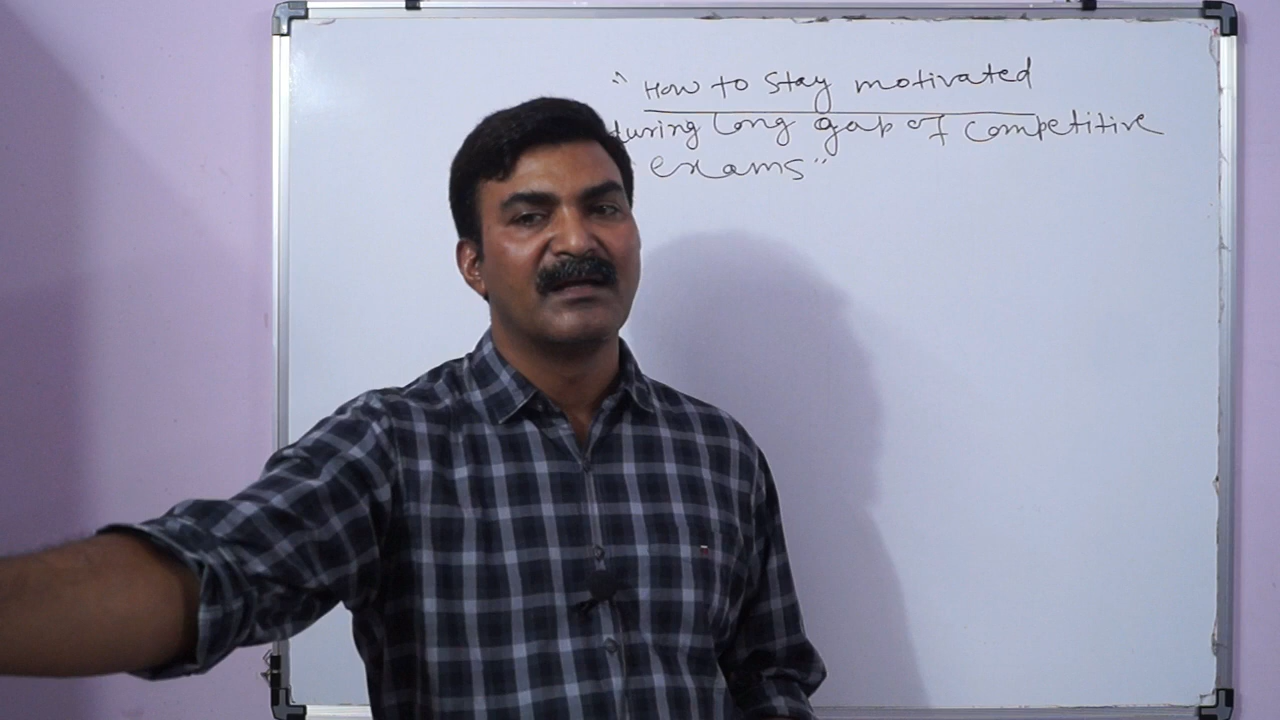 "How to stay motivated
during long gap of competitive
exams"